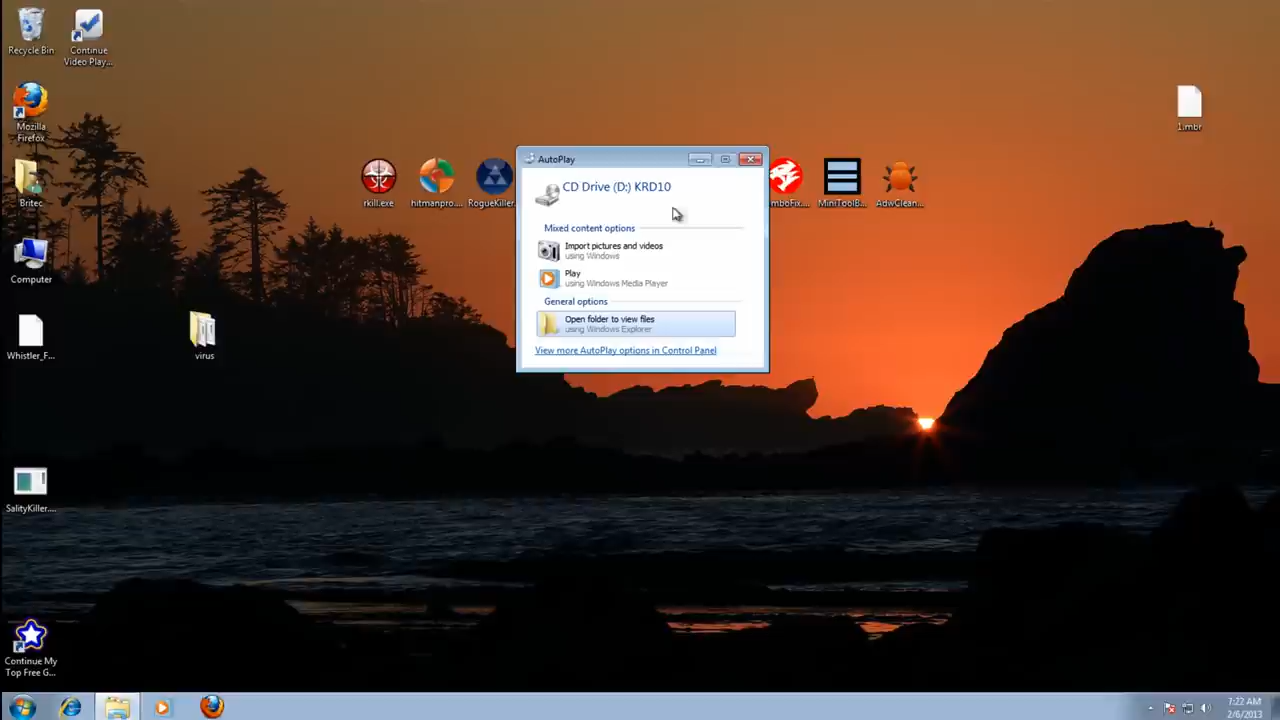 Recycle Bin
Continue
Video Play...
Mozilla
Firefox
Britec
Computer
Whistler_F...
virus
SalityKiller....
Continue My
Top Free G...
rkill.exe
hitmanpro....
RogueKiller.
AutoPlay
CD Drive (D:) KRD10
Mixed content options
Import pictures and videos
using Windows
Play
using Windows Media Player
General options
Open folder to view files
using Windows Explorer
View more AutoPlay options in Control Panel
mboFix....
MiniToolB...
AdwClean...
1.mbr
7:22 AM
2/6/2013